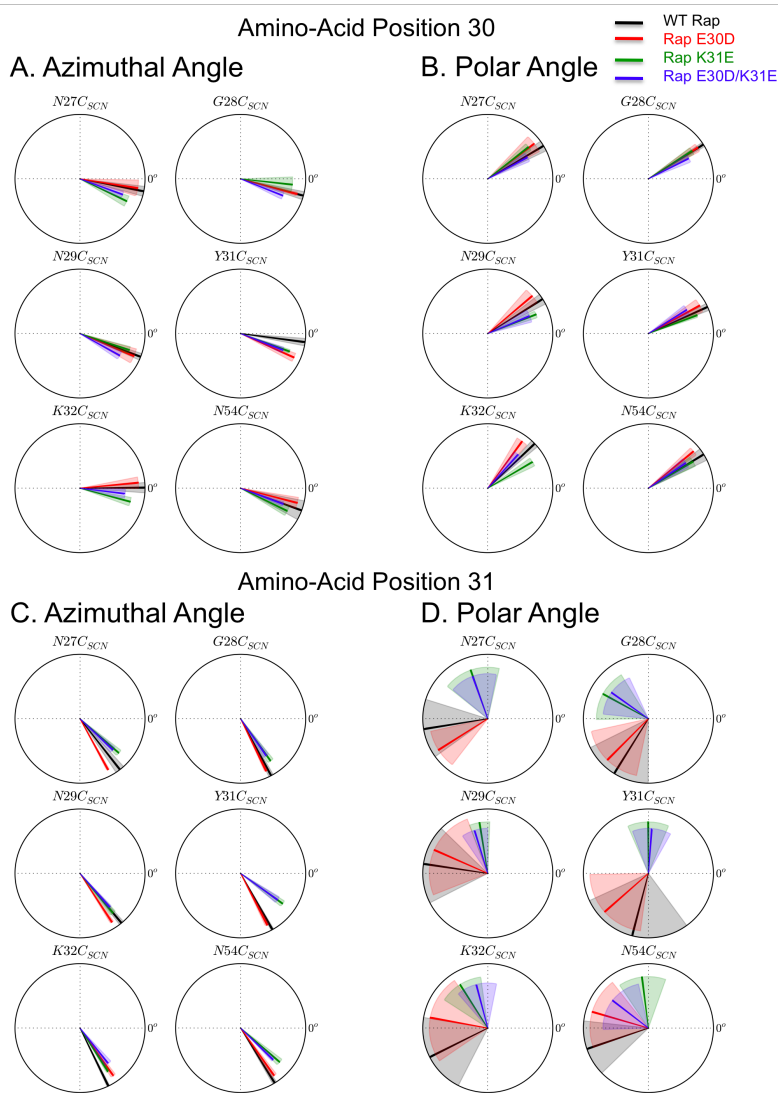 Amino-Acid Position 30
WT Rap
Rap E30D
Rap K31E
Rap E30D/K31E
A. Azimuthal Angle
B. Polar Angle
N27C_SCN
G28C_SCN
N27C_SCN
G28C_SCN
0°
0°
0°
0°
N29C_SCN
Y31C_SCN
N29C_SCN
Y31C_SCN
0°
0°
0°
0°
K32C_SCN
N54C_SCN
K32C_SCN
N54C_SCN
0°
0°
0°
0°
Amino-Acid Position 31
C. Azimuthal Angle
D. Polar Angle
N27C_SCN
G28C_SCN
N27C_SCN
G28C_SCN
0°
0°
0°
0°
N29C_SCN
Y31C_SCN
N29C_SCN
Y31C_SCN
0°
0°
0°
0°
K32C_SCN
N54C_SCN
K32C_SCN
N54C_SCN
0°
0°
0°
0°